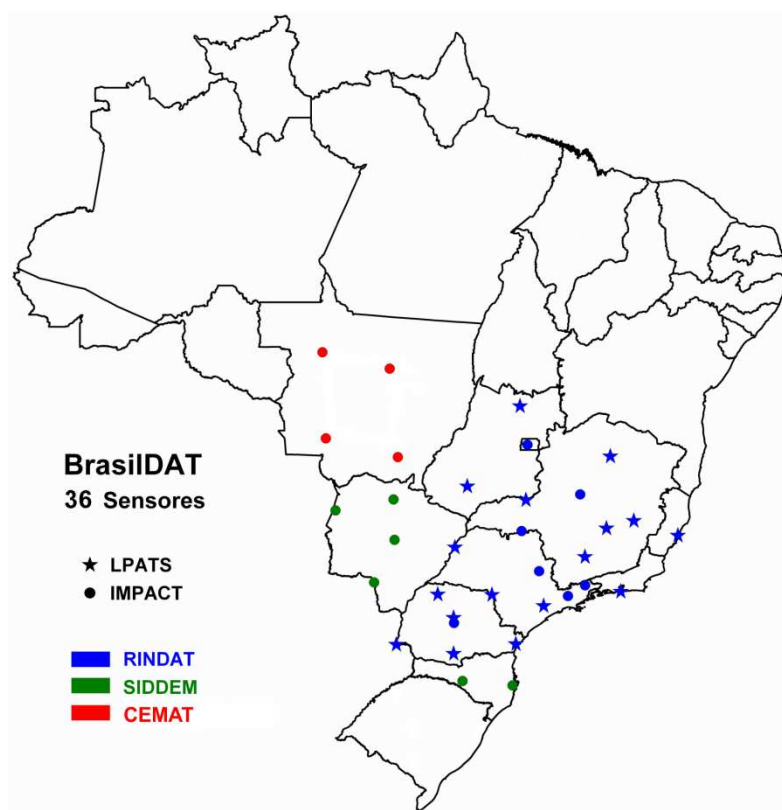 BrasilDAT
36 Sensores
LPATS
IMPACT
RINDAT
SIDDEM
CEMAT